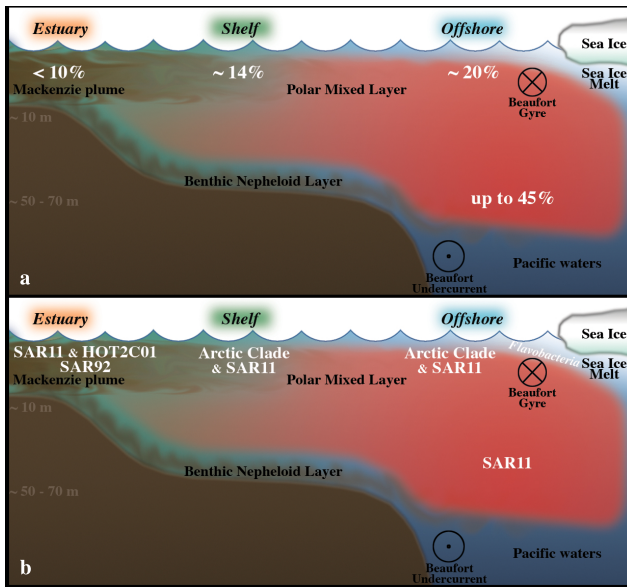 Estuary Shelf Offshore
Sea Ice
< 10% ~ 14% ~ 20%
Sea Ice
Melt
Mackenzie plume Polar Mixed Layer
Beaufort
Gyre
~ 10 m
Benthic Nepheloid Layer
~ 50 - 70 m
up to 45%
Pacific waters
a
Beaufort
Undercurrent
Estuary Shelf Offshore
Sea Ice
SAR11 & HOT2C01
SAR92
Arctic Clade
& SAR11
Arctic Clade
& SAR11
Flavobacteria
Sea Ice
Melt
Mackenzie plume Polar Mixed Layer
Beaufort
Gyre
~ 10 m
SAR11
Benthic Nepheloid Layer
~ 50 - 70 m
Pacific waters
b
Beaufort
Undercurrent